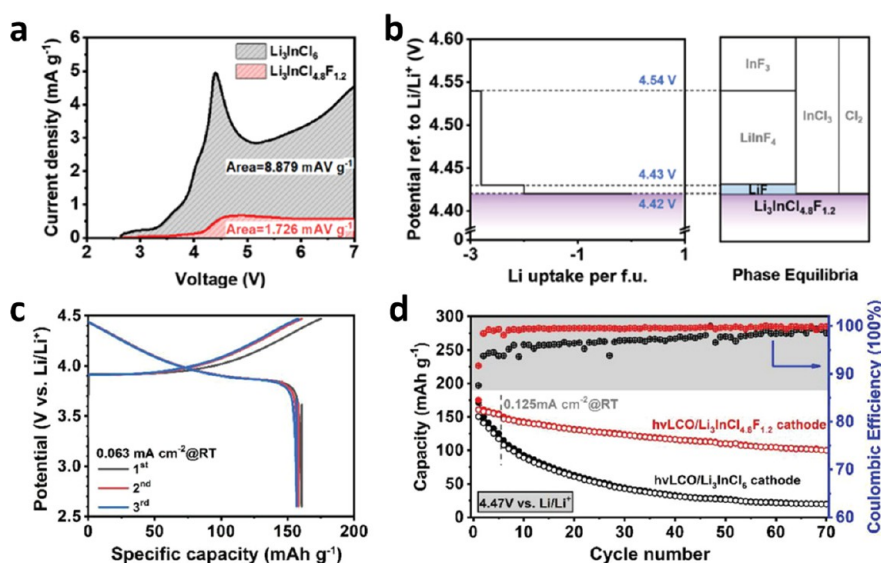 a
Current density (mA g⁻¹)
6
5
4
3
2
1
0
Li₃InCl₆
Li₃InCl₄.₈F₁.₂
Area=8.879 mAV g⁻¹
Area=1.726 mAV g⁻¹
2 3 4 5 6 7
Voltage (V)
b
Potential ref. to Li/Li⁺ (V)
4.60
4.55
4.50
4.45
4.40
0
4.54 V
4.43 V
4.42 V
-3 -1 1
Li uptake per f.u.
InF₃
LiInF₄
LiF
InCl₃
Cl₂
Li₃InCl₄.₈F₁.₂
Phase Equilibria
c
Potential (V vs. Li/Li⁺)
4.5
4.0
3.5
3.0
2.5
0.063 mA cm⁻²@RT
1ˢᵗ
2ⁿᵈ
3ʳᵈ
0 50 100 150 200
Specific capacity (mAh g⁻¹)
d
Capacity (mAh g⁻¹)
300
250
200
150
100
50
0
0.125mA cm⁻²@RT
hvLCO/Li₃InCl₄.₈F₁.₂ cathode
hvLCO/Li₃InCl₆ cathode
4.47V vs. Li/Li⁺
0 10 20 30 40 50 60 70
Cycle number
100
90
80
70
60
Coulombic Efficiency (100%)